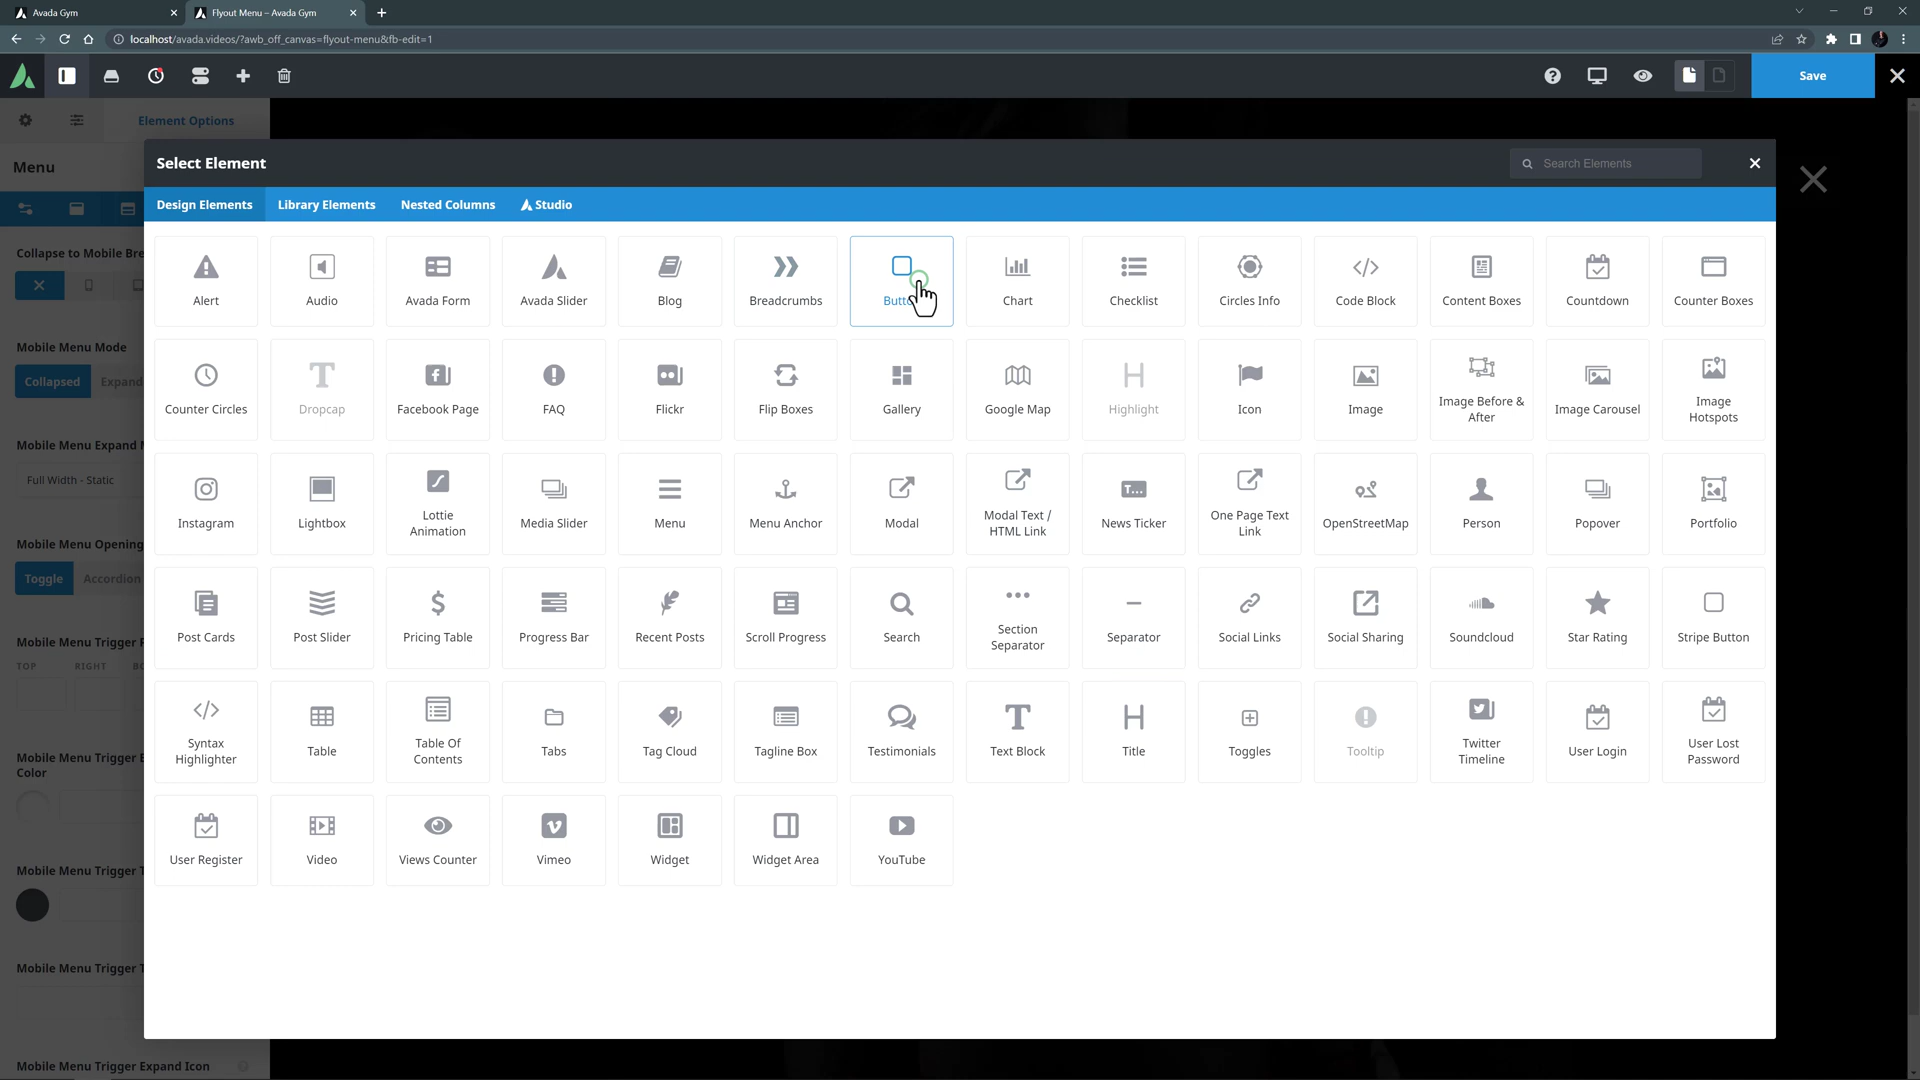 Avada Gym
Flyout Menu – Avada Gym
localhost/avada.videos/?awb_off_canvas=flyout-menu&fb-edit=1
Save
Element Options
Menu
Collapse to Mobile Bre
Mobile Menu Mode
Collapsed
Expand
Mobile Menu Expand
Full Width - Static
Mobile Menu Opening
Toggle
Accordion
Mobile Menu Trigger
TOP
RIGHT
Mobile Menu Trigger
Color
Mobile Menu Trigger
Mobile Menu Trigger
Mobile Menu Trigger Expand Icon
Select Element
Search Elements
Design Elements
Library Elements
Nested Columns
Studio
Alert
Audio
Avada Form
Avada Slider
Blog
Breadcrumbs
Butt
Chart
Checklist
Circles Info
Code Block
Content Boxes
Countdown
Counter Boxes
Counter Circles
Dropcap
Facebook Page
FAQ
Flickr
Flip Boxes
Gallery
Google Map
Highlight
Icon
Image
Image Before &
After
Image Carousel
Image
Hotspots
Instagram
Lightbox
Lottie
Animation
Media Slider
Menu
Menu Anchor
Modal
Modal Text /
HTML Link
News Ticker
One Page Text
Link
OpenStreetMap
Person
Popover
Portfolio
Post Cards
Post Slider
Pricing Table
Progress Bar
Recent Posts
Scroll Progress
Search
Section
Separator
Separator
Social Links
Social Sharing
Soundcloud
Star Rating
Stripe Button
Syntax
Highlighter
Table
Table Of
Contents
Tabs
Tag Cloud
Tagline Box
Testimonials
Text Block
Title
Toggles
Tooltip
Twitter
Timeline
User Login
User Lost
Password
User Register
Video
Views Counter
Vimeo
Widget
Widget Area
YouTube